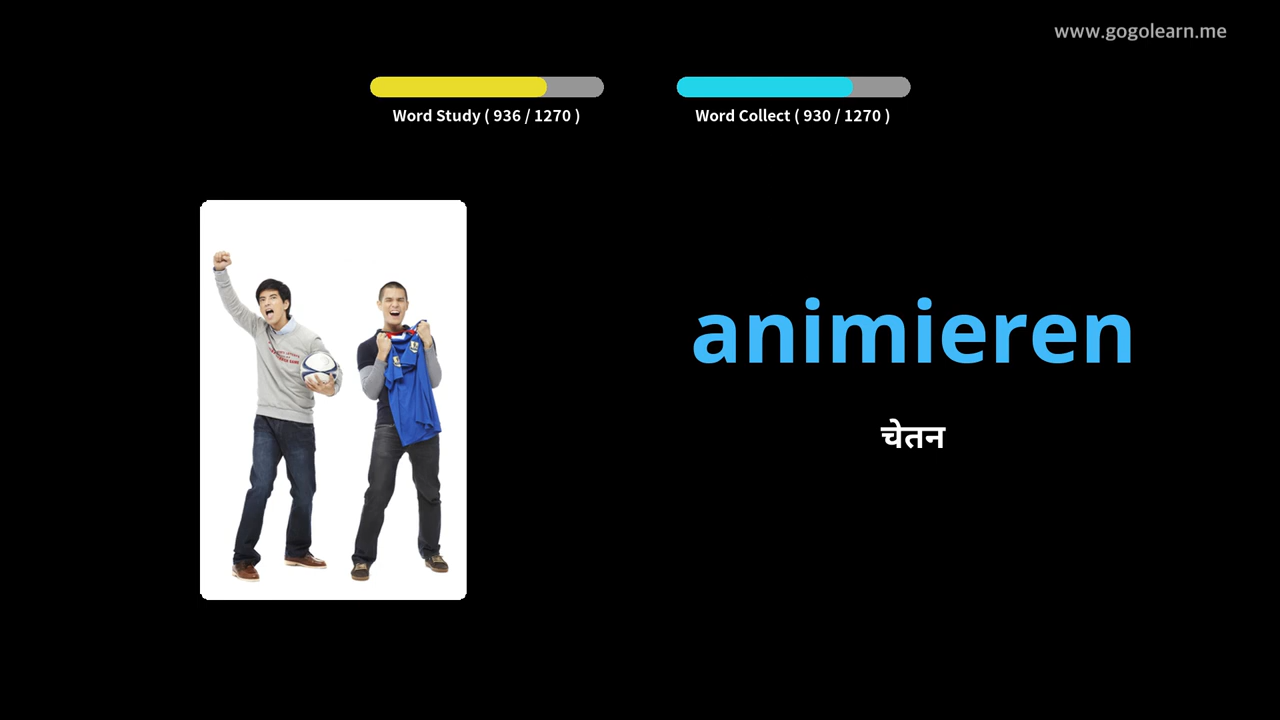 www.gogolearn.me
Word Study ( 936 / 1270 )
Word Collect ( 930 / 1270 )
animieren
चेतन